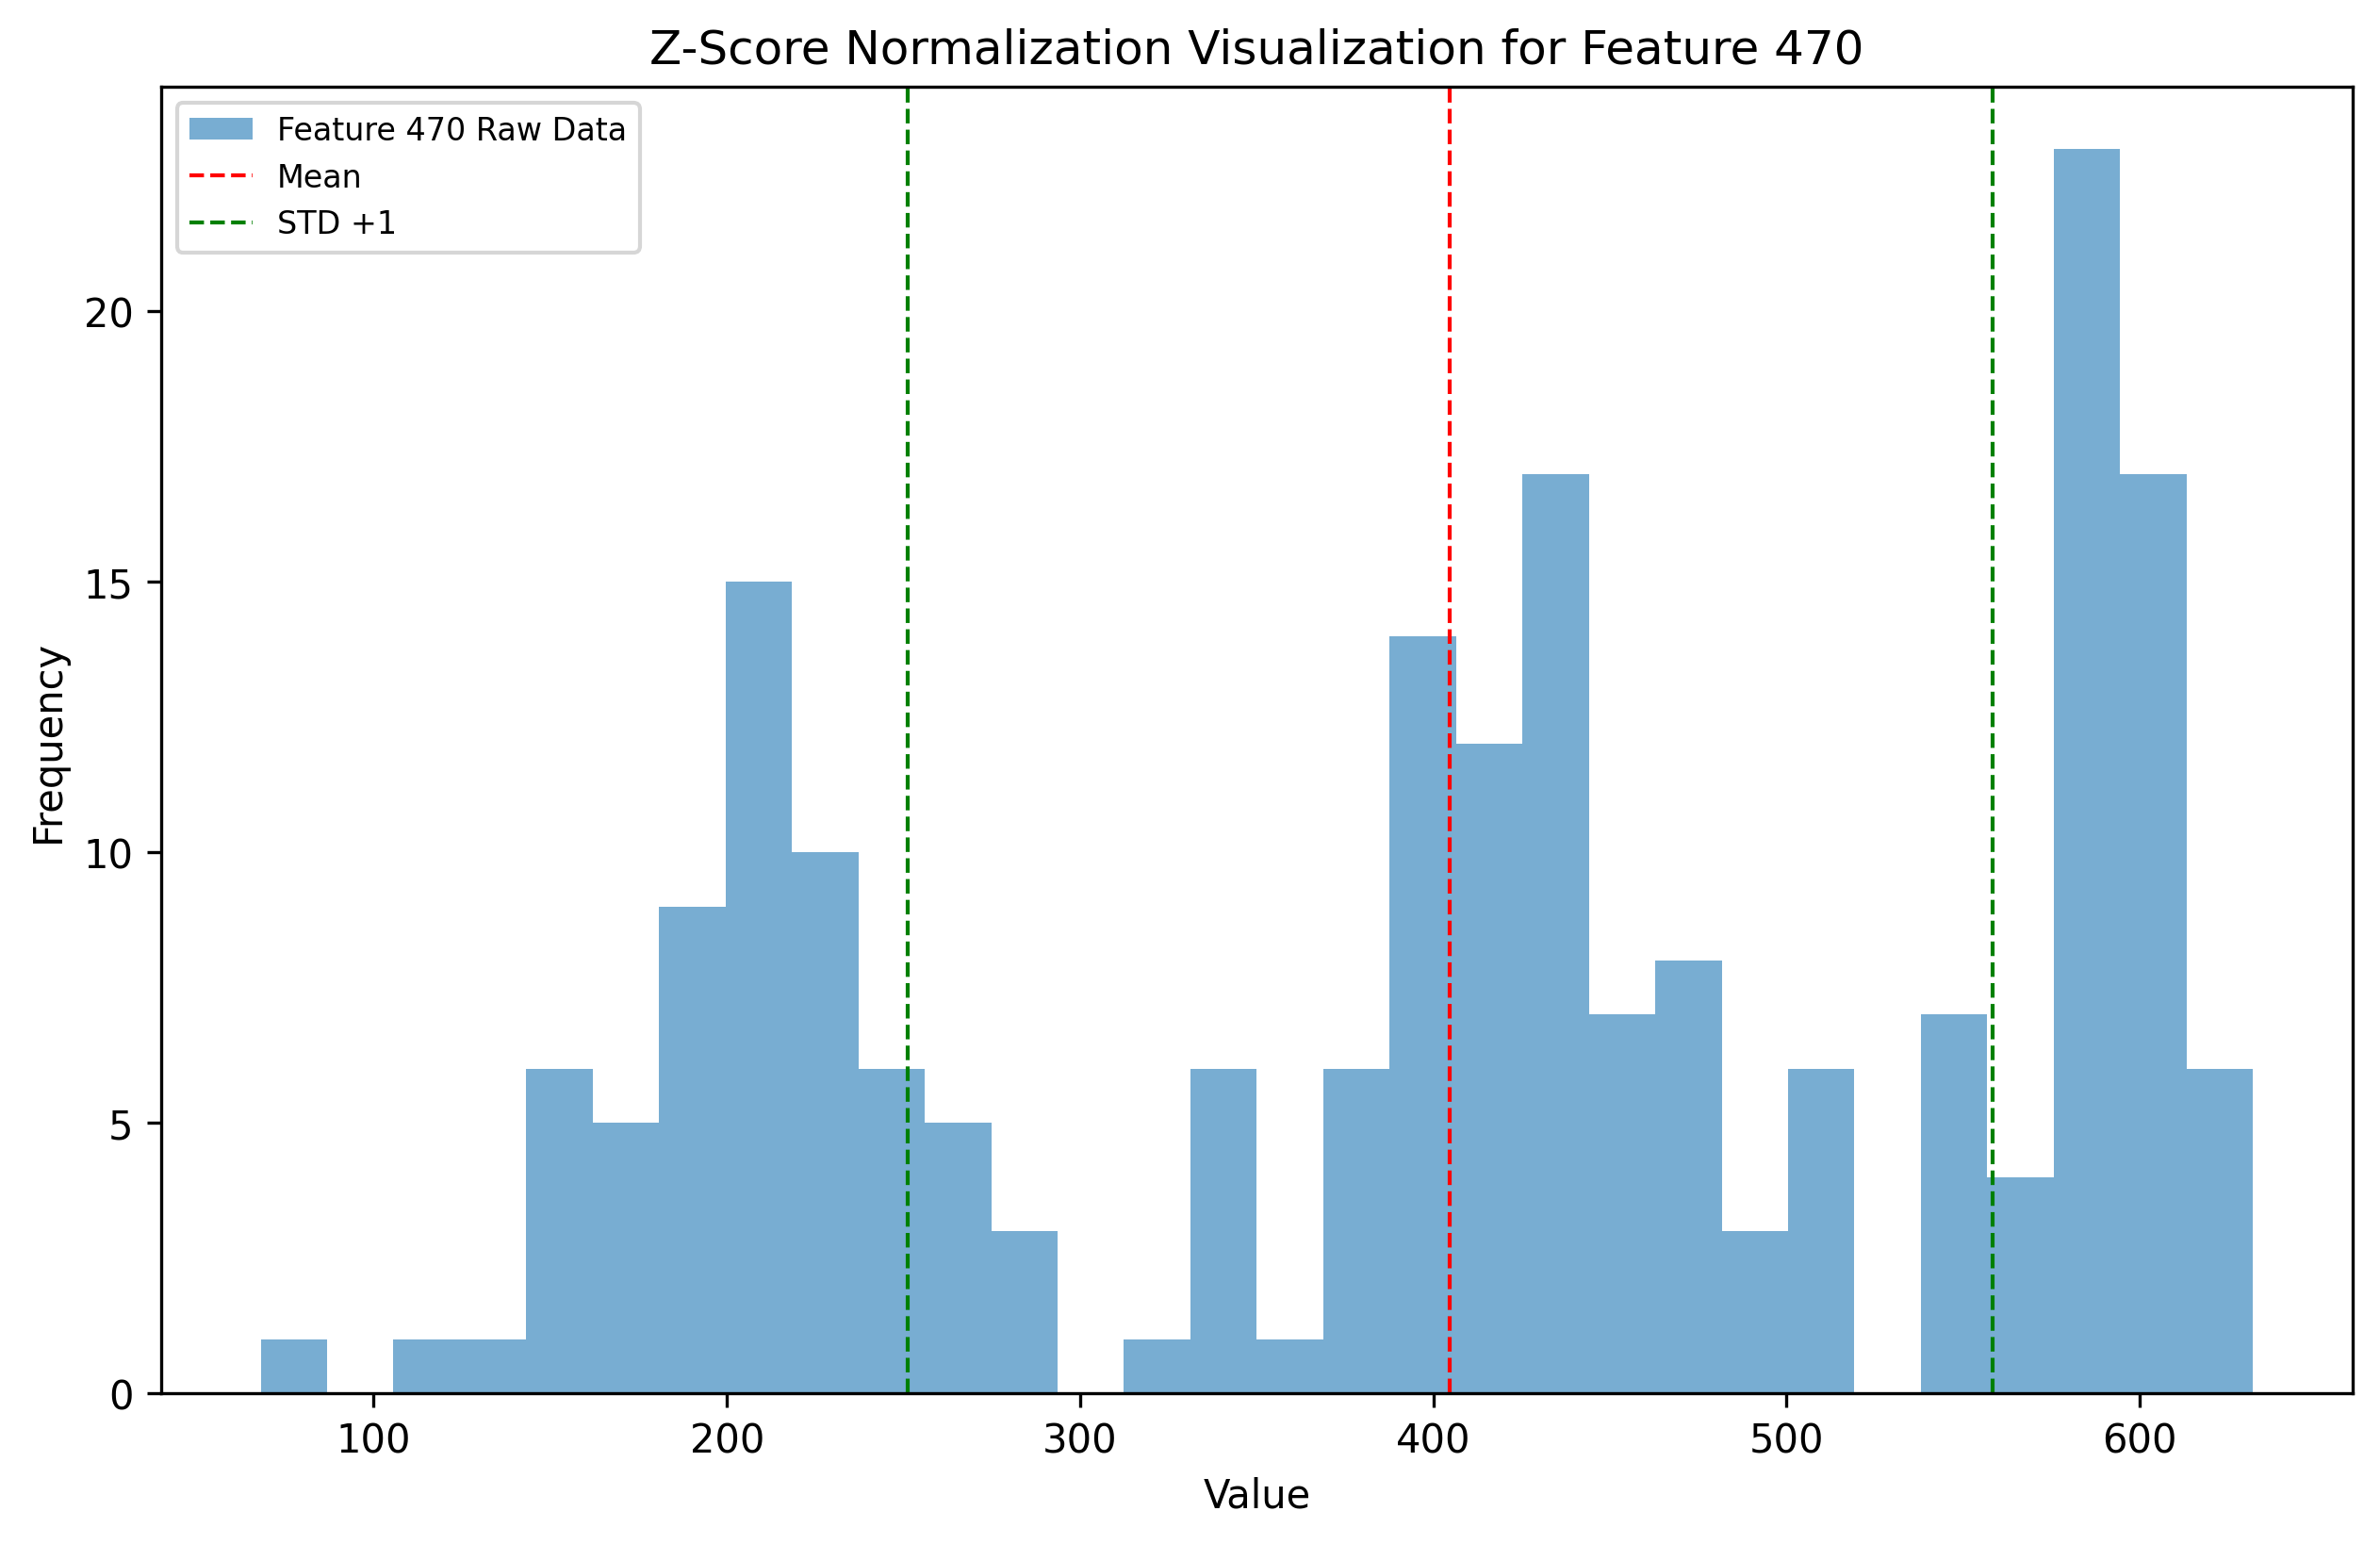 Z-Score Normalization Visualization for Feature 470
Feature 470 Raw Data
Mean
STD +1
20
15
10
5
0
Frequency
100 200 300 400 500 600
Value